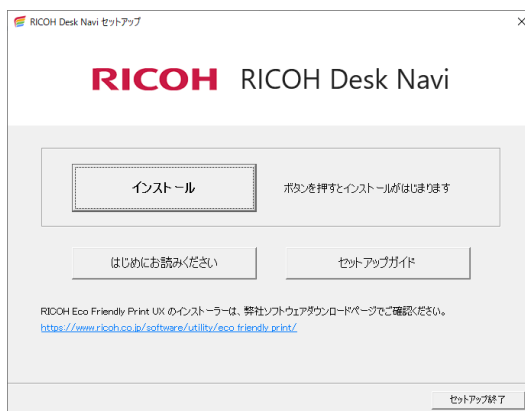 RICOH Desk Navi セットアップ
RICOH RICOH Desk Navi
インストール ボタンを押すとインストールがはじまります
はじめにお読みください セットアップガイド
RICOH Eco Friendly Print UX のインストーラーは、弊社ソフトウェアダウンロードページでご確認ください。
https://www.ricoh.co.jp/software/utility/eco friendly print/
セットアップ終了